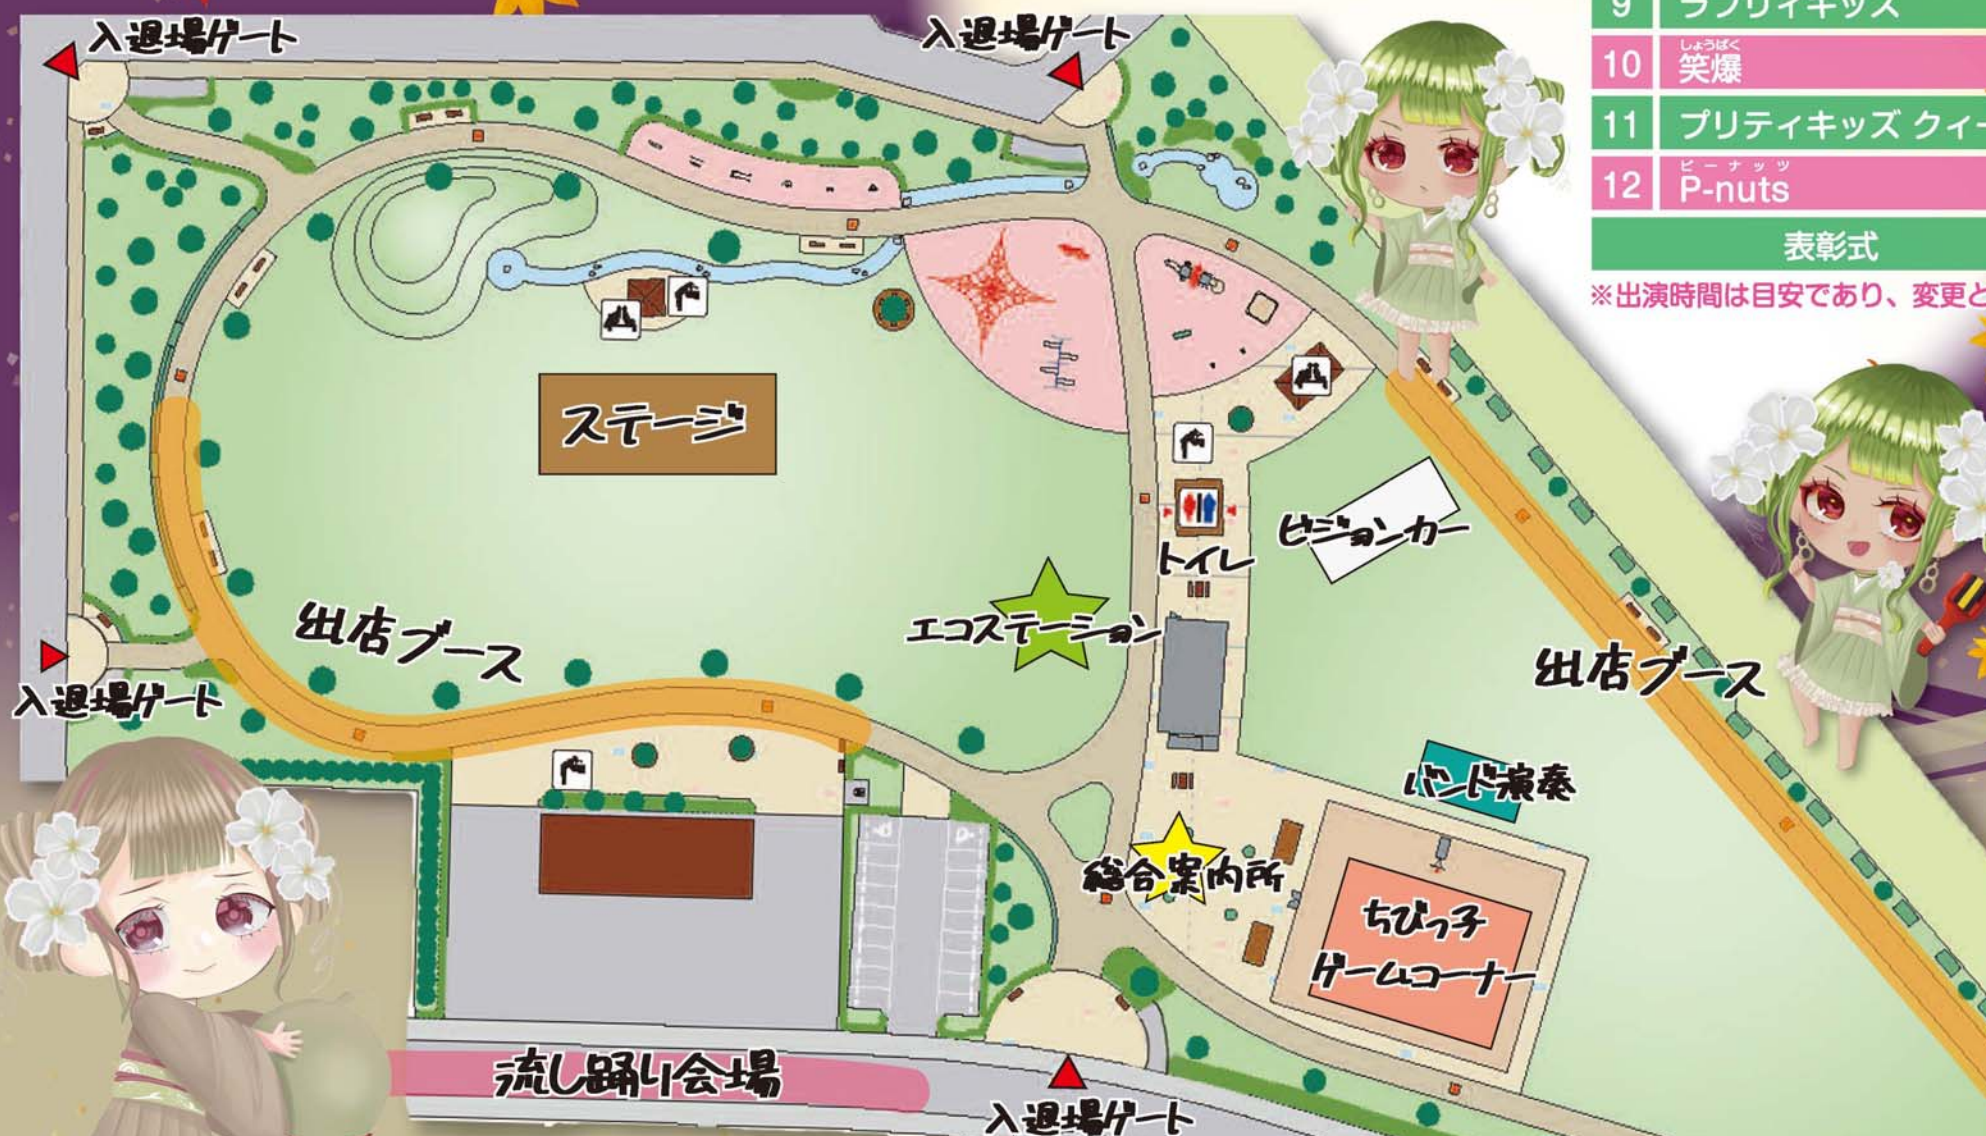 入退場ゲート
入退場ゲート
9 ラブリィキッズ
しょうばく
10 笑爆
11 プリティキッズ クィー
ピーナッツ
12 P-nuts
表彰式
※出演時間は目安であり、変更と
ステージ
ビジョンカー
トイレ
エコステーション
出店ブース
出店ブース
入退場ゲート
バンド演奏
総合案内所
ちびっ子
ゲームコーナー
流し踊り会場
入退場ゲート